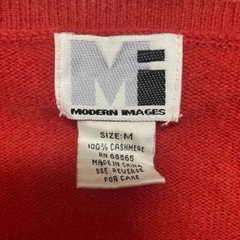 Mi
MODERN IMAGES
SIZE: M
100% CASHMERE
RN 88865
MADE IN CHINA
SEE REVERSE
FOR CARE